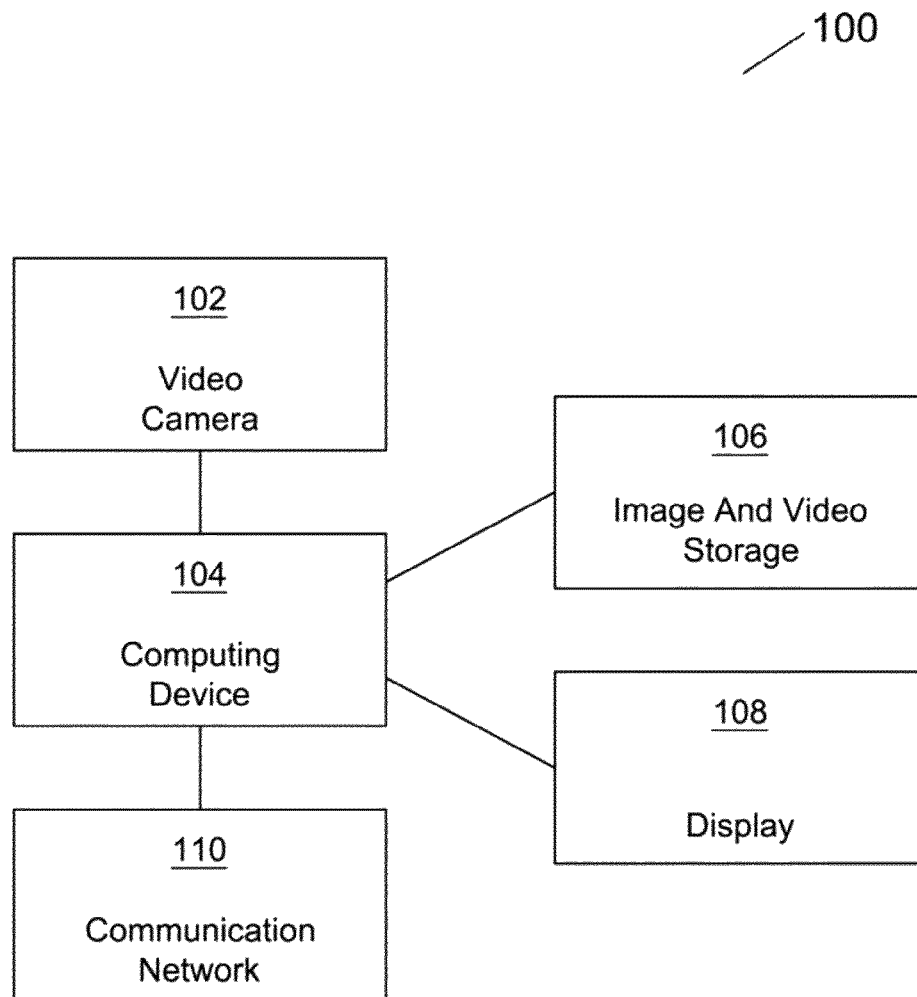 100
102
Video
Camera
106
Image And Video
Storage
104
Computing
Device
108
Display
110
Communication
Network